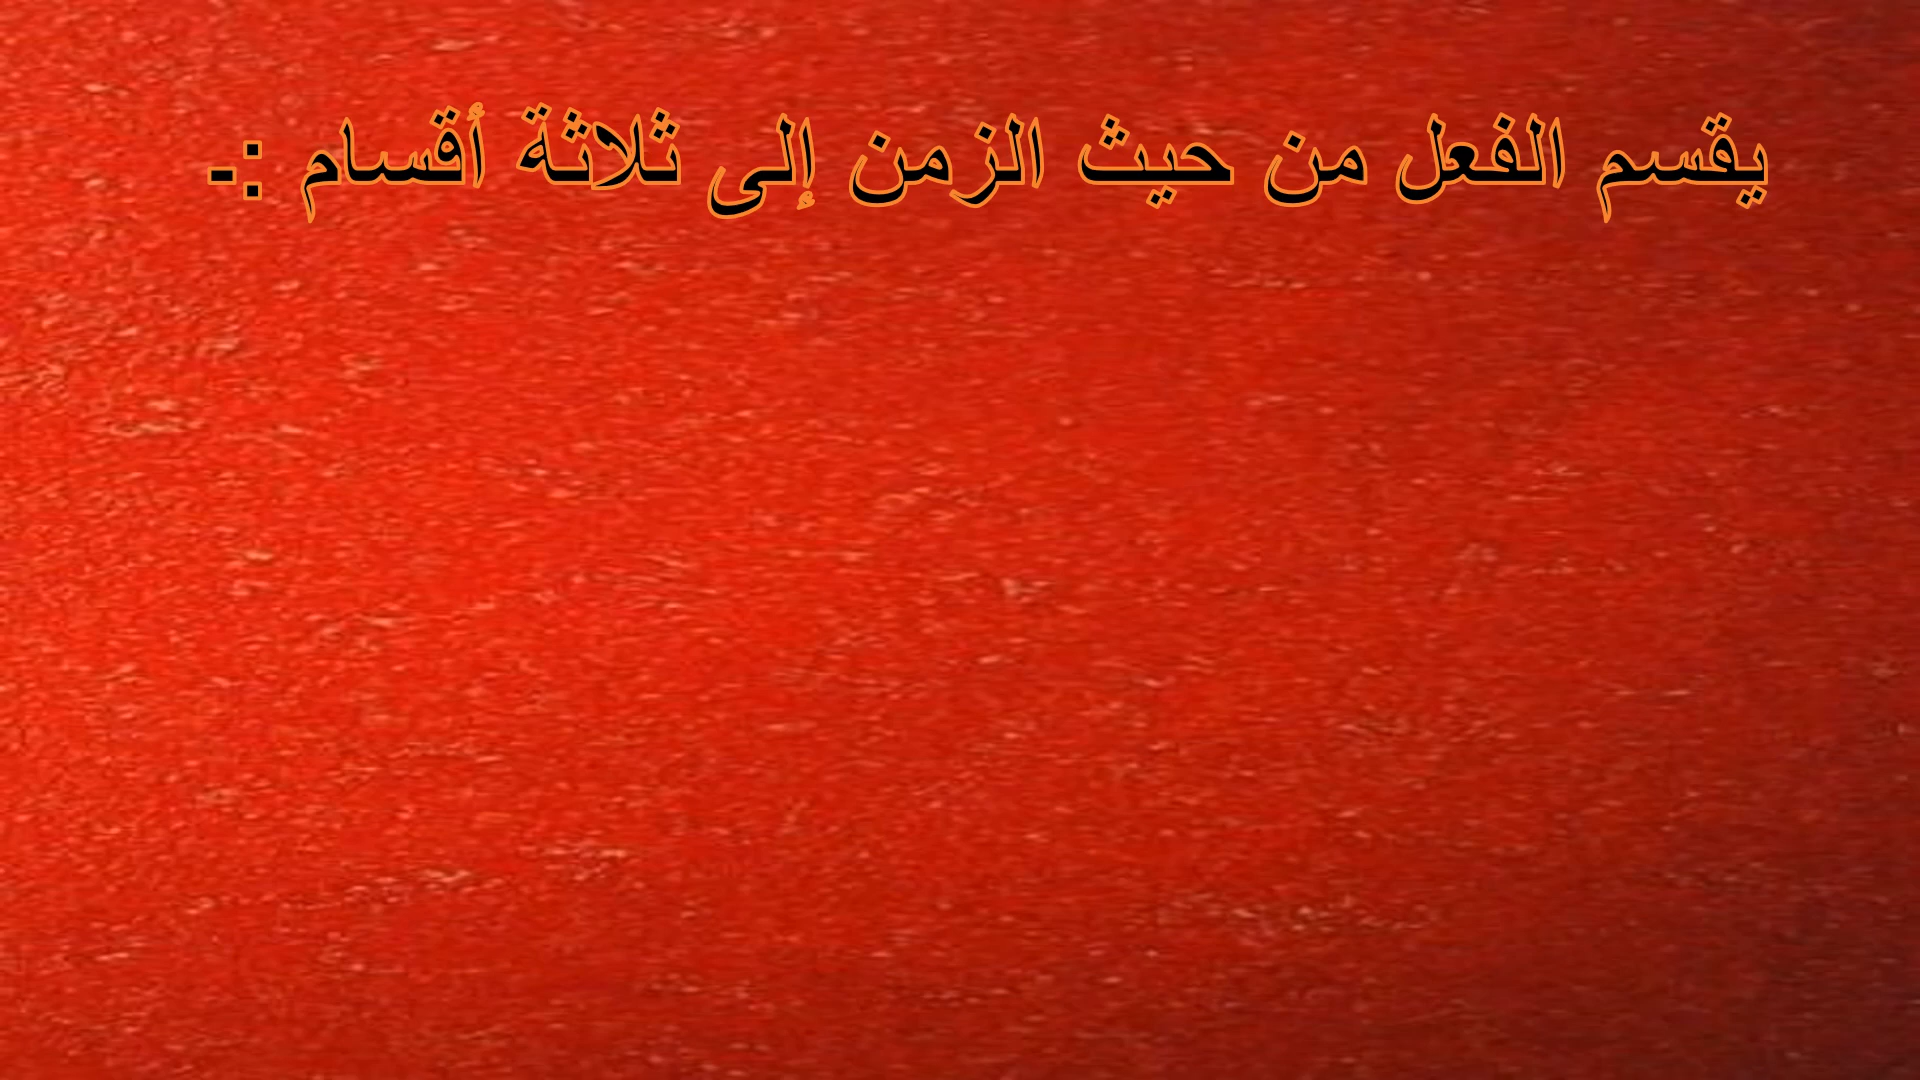 يقسم الفعل من حيث الزمن إلى ثلاثة أقسام :-